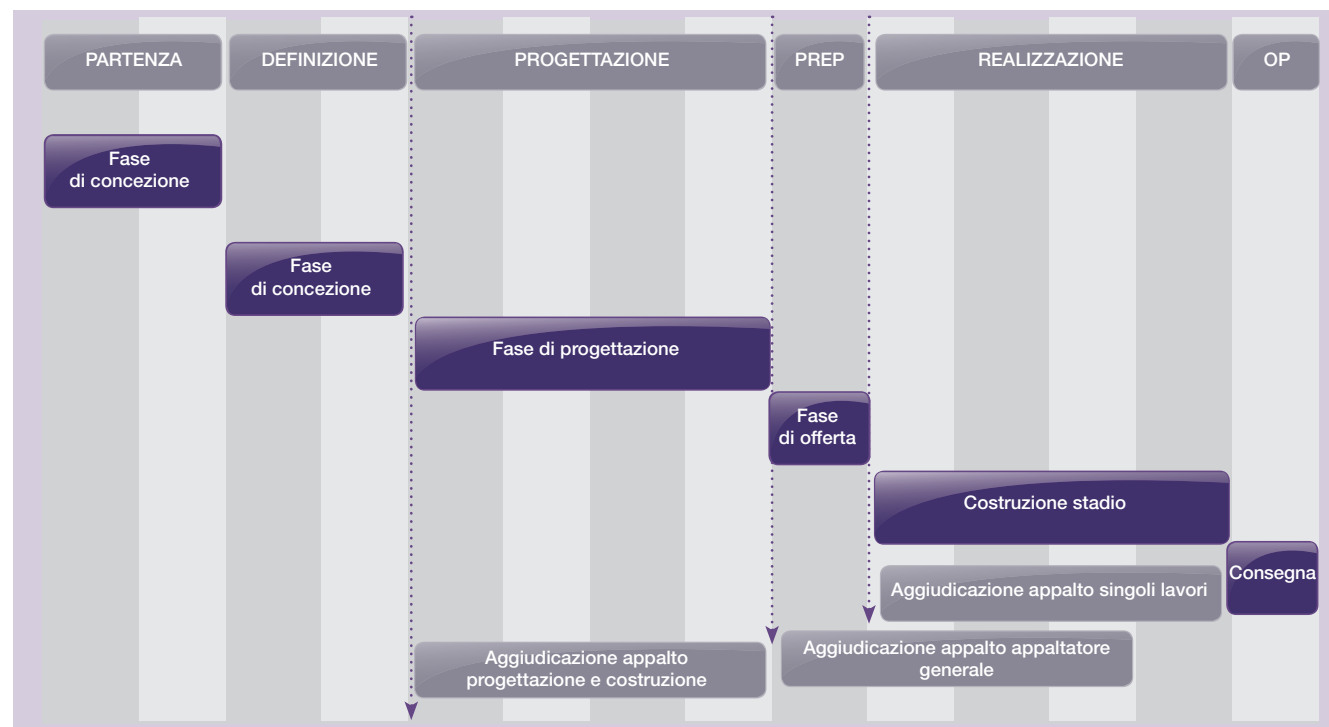 PARTENZA
DEFINIZIONE
PROGETTAZIONE
PREP
REALIZZAZIONE
OP
Fase
di concezione
Fase
di concezione
Fase di progettazione
Fase
di offerta
Costruzione stadio
Consegna
Aggiudicazione appalto singoli lavori
Aggiudicazione appalto appaltatore
generale
Aggiudicazione appalto
progettazione e costruzione